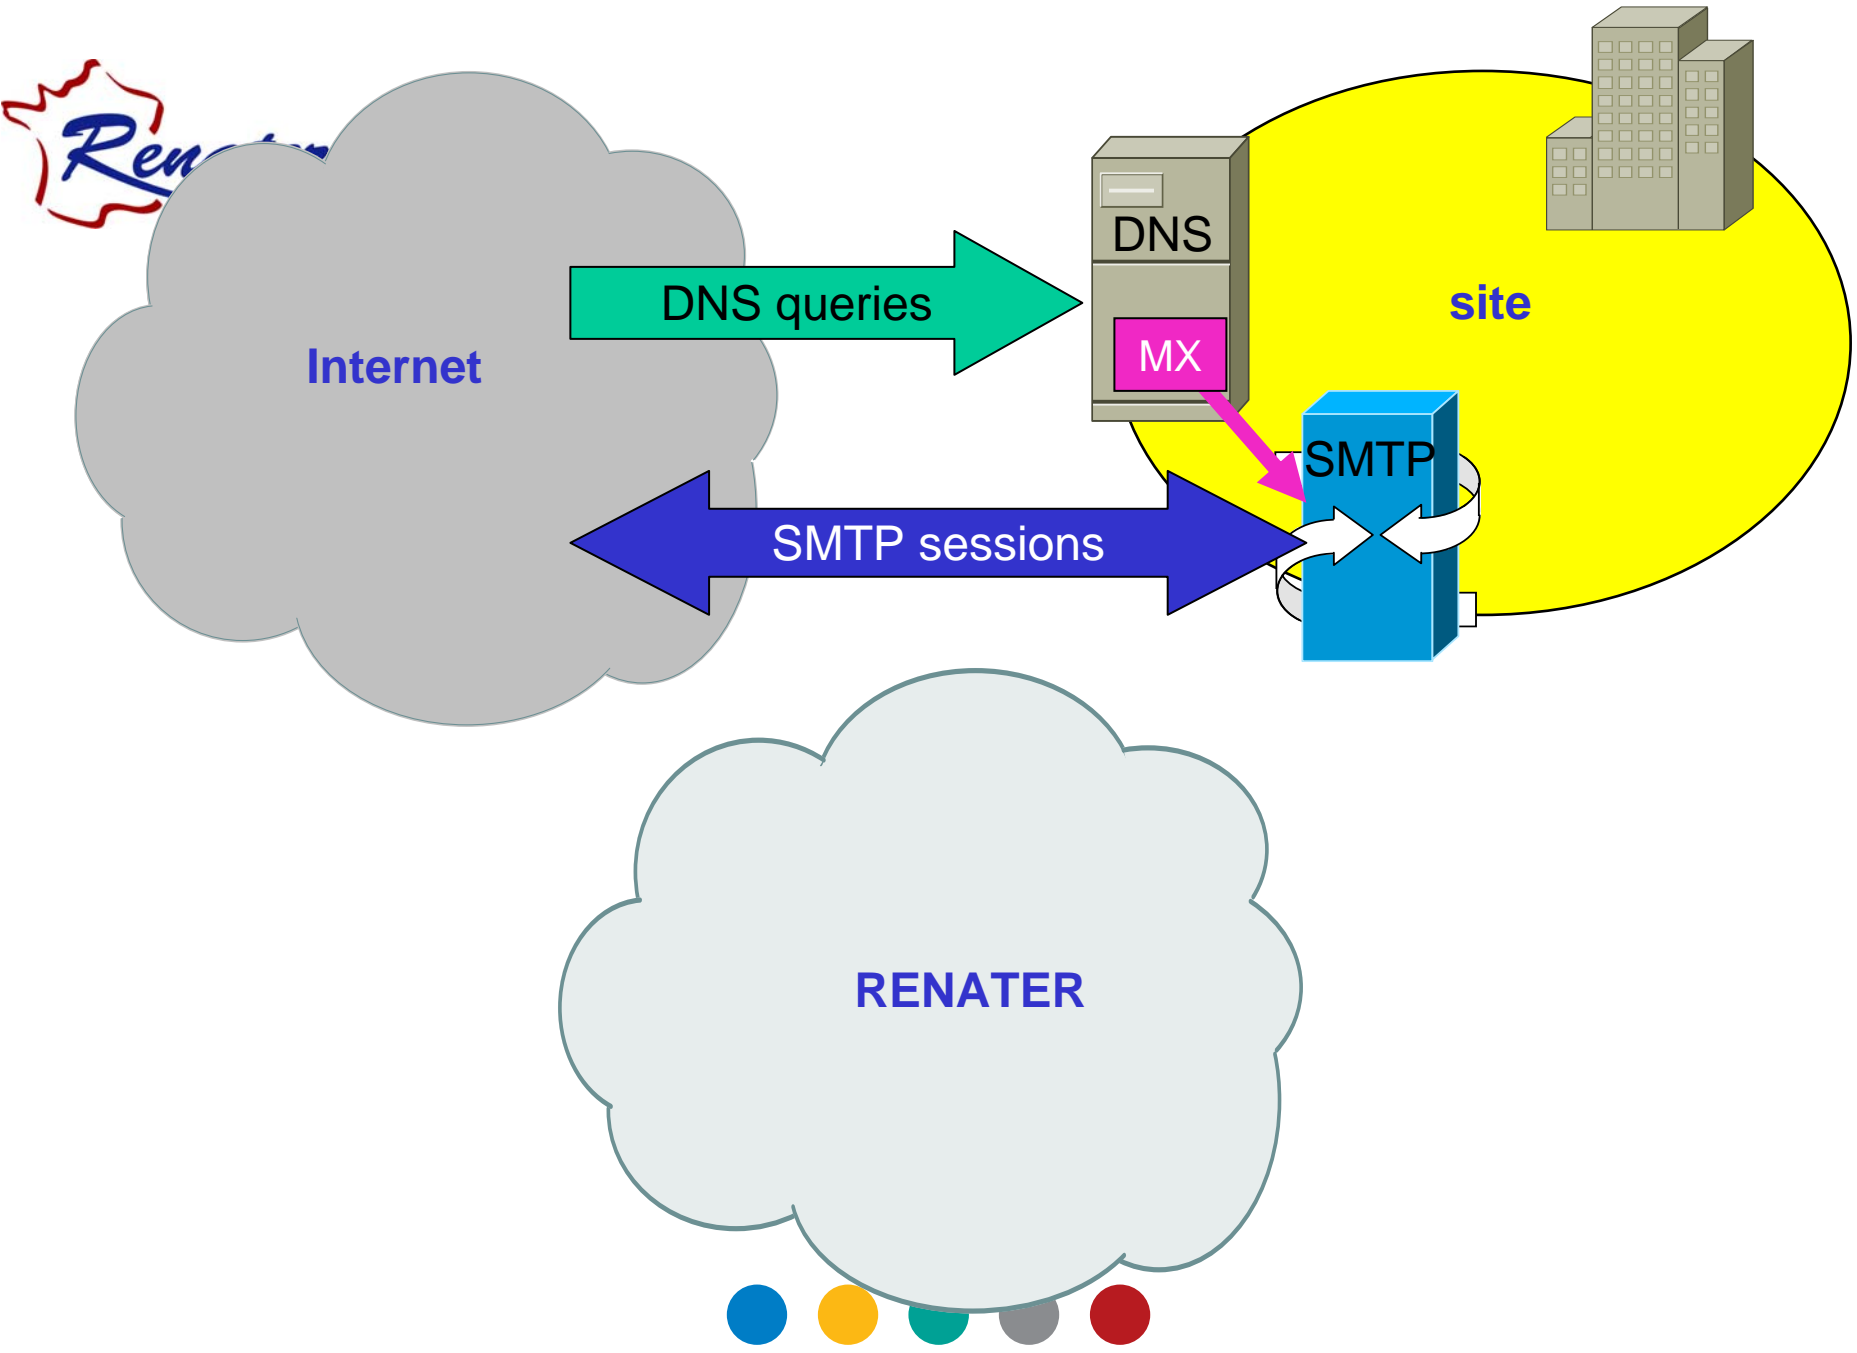 DNS
DNS queries
site
MX
Internet
SMTP
SMTP sessions
RENATER